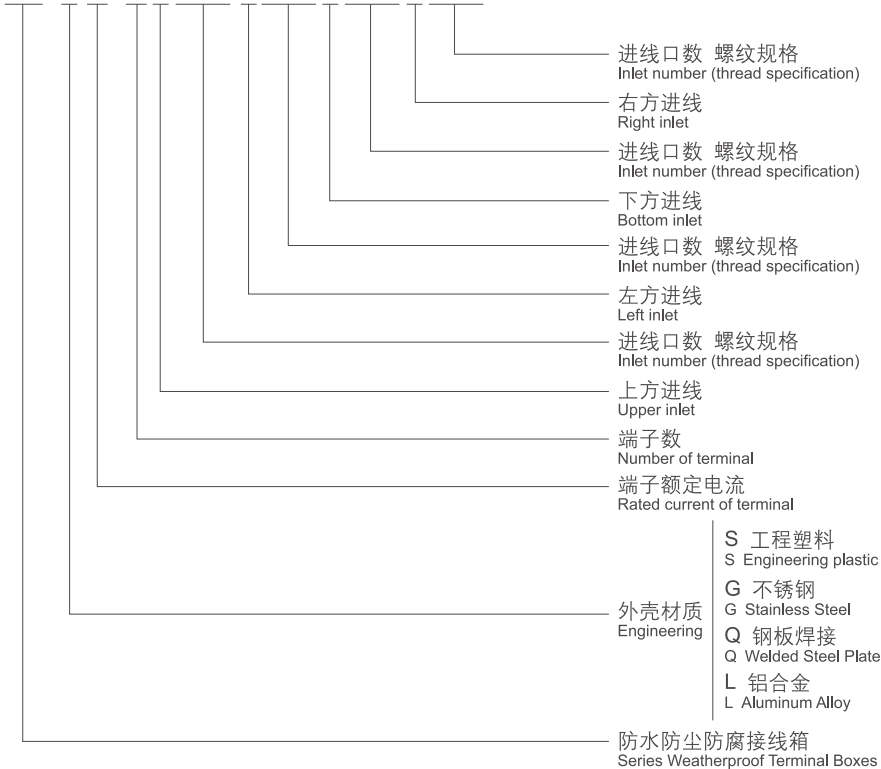 进线口数 螺纹规格
Inlet number (thread specification)
右方进线
Right inlet
进线口数 螺纹规格
Inlet number (thread specification)
下方进线
Bottom inlet
进线口数 螺纹规格
Inlet number (thread specification)
左方进线
Left inlet
进线口数 螺纹规格
Inlet number (thread specification)
上方进线
Upper inlet
端子数
Number of terminal
端子额定电流
Rated current of terminal
外壳材质
Engineering
S 工程塑料
S Engineering plastic
G 不锈钢
G Stainless Steel
Q 钢板焊接
Q Welded Steel Plate
L 铝合金
L Aluminum Alloy
防水防尘防腐接线箱
Series Weatherproof Terminal Boxes